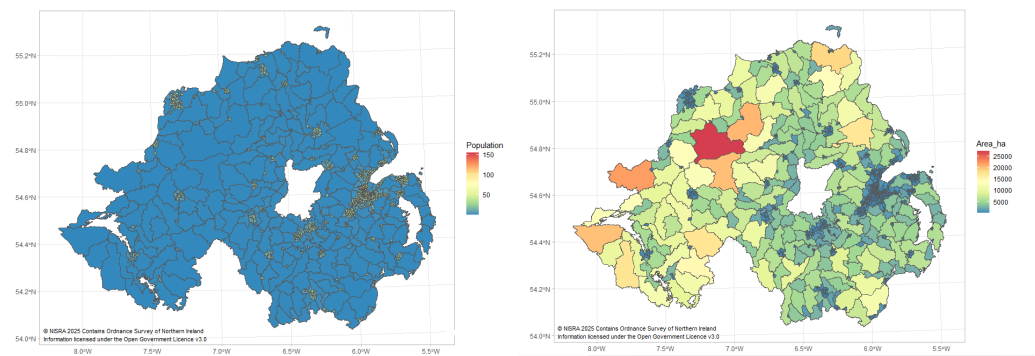 55.2°N
55.0°N
54.8°N
54.6°N
54.4°N
54.2°N
54.0°N
8.0°W
7.5°W
7.0°W
6.5°W
6.0°W
5.5°W
Population
150
100
50
© NISRA 2025 Contains Ordnance Survey of Northern Ireland
Information licensed under the Open Government Licence v3.0
55.2°N
55.0°N
54.8°N
54.6°N
54.4°N
54.2°N
54.0°N
8.0°W
7.5°W
7.0°W
6.5°W
6.0°W
5.5°W
Area_ha
25000
20000
15000
10000
5000
© NISRA 2025 Contains Ordnance Survey of Northern Ireland
Information licensed under the Open Government Licence v3.0